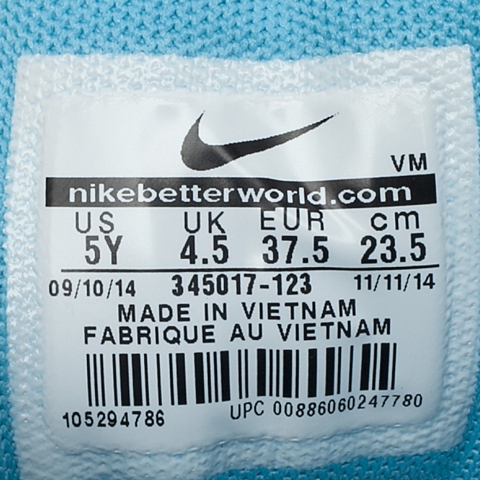 VM
nikebetterworld.com
US UK EUR cm
5Y 4.5 37.5 23.5
09/10/14 345017-123 11/11/14
MADE IN VIETNAM
FABRIQUE AU VIETNAM
105294786 UPC 00886060247780